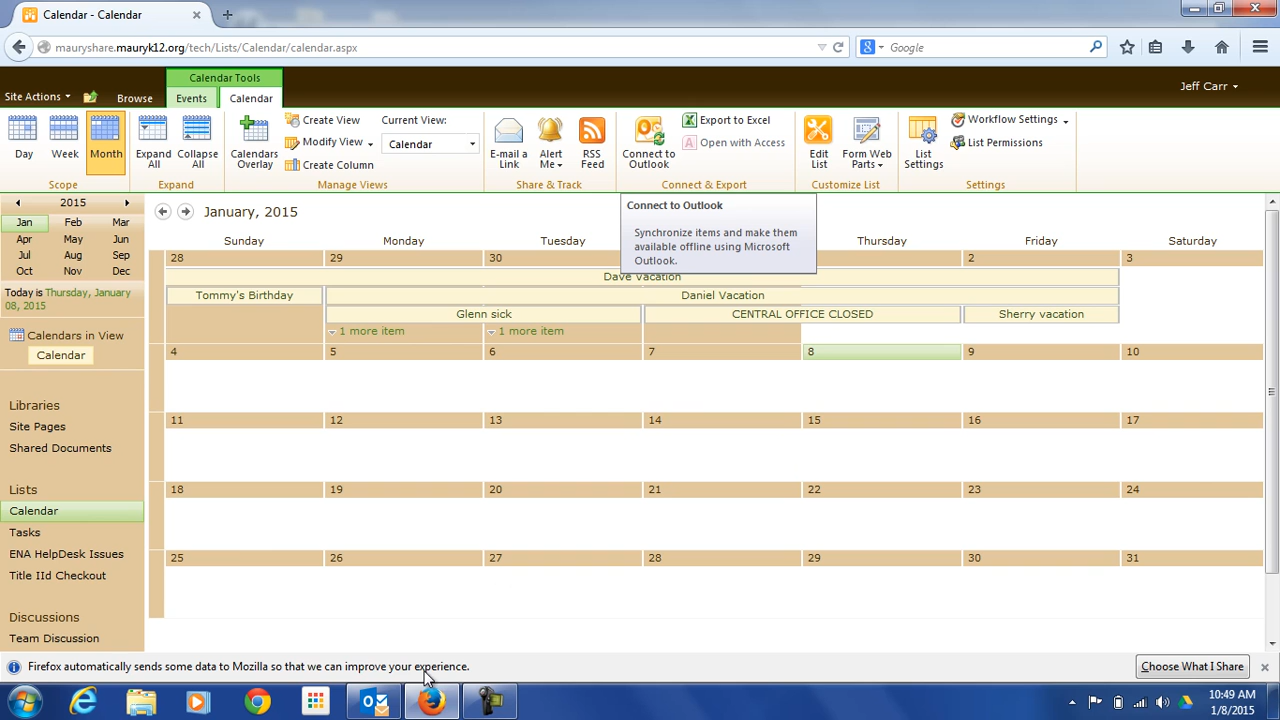 Calendar - Calendar
mauryshare.mauryk12.org/tech/Lists/Calendar/calendar.aspx
Google
Calendar Tools
Jeff Carr
Site Actions
Browse
Events
Calendar
Day
Week
Month
Expand All
Collapse All
Calendars Overlay
Create View
Modify View
Create Column
Current View:
Calendar
E-mail a Link
Alert Me
RSS Feed
Connect to Outlook
Export to Excel
Open with Access
Edit List
Form Web Parts
List Settings
Workflow Settings
List Permissions
Scope
Expand
Manage Views
Share & Track
Connect & Export
Customize List
Settings
2015
Jan Feb Mar
Apr May Jun
Jul Aug Sep
Oct Nov Dec
Today is Thursday, January 08, 2015
Calendars in View
Calendar
Libraries
Site Pages
Shared Documents
Lists
Calendar
Tasks
ENA HelpDesk Issues
Title IId Checkout
Discussions
Team Discussion
January, 2015
Connect to Outlook
Synchronize items and make them
available offline using Microsoft
Outlook.
Sunday Monday Tuesday Thursday Friday Saturday
28 29 30 2 3
Dave Vacation
Tommy's Birthday
Daniel Vacation
Glenn sick
CENTRAL OFFICE CLOSED
Sherry vacation
1 more item
1 more item
4 5 6 7 8 9 10
11 12 13 14 15 16 17
18 19 20 21 22 23 24
25 26 27 28 29 30 31
Firefox automatically sends some data to Mozilla so that we can improve your experience.
Choose What I Share
10:49 AM
1/8/2015